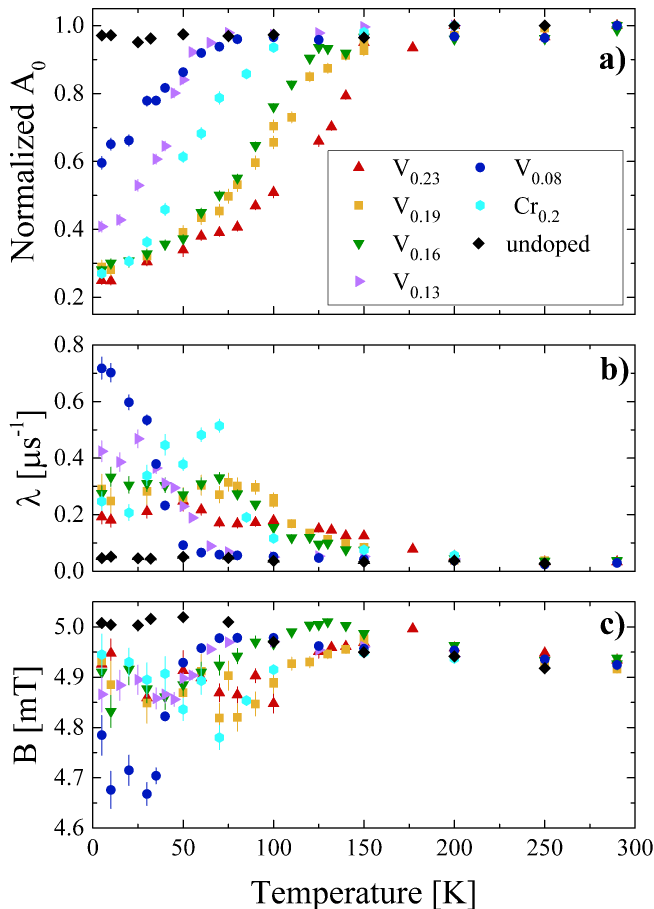 1.0
0.8
0.6
0.4
0.2
Normalized A0
a)
V0.23 V0.08
V0.19 Cr0.2
V0.16 undoped
V0.13
0.8
0.6
0.4
0.2
0.0
λ [μs-1]
b)
5.0
4.9
4.8
4.7
4.6
B [mT]
c)
0 50 100 150 200 250 300
Temperature [K]